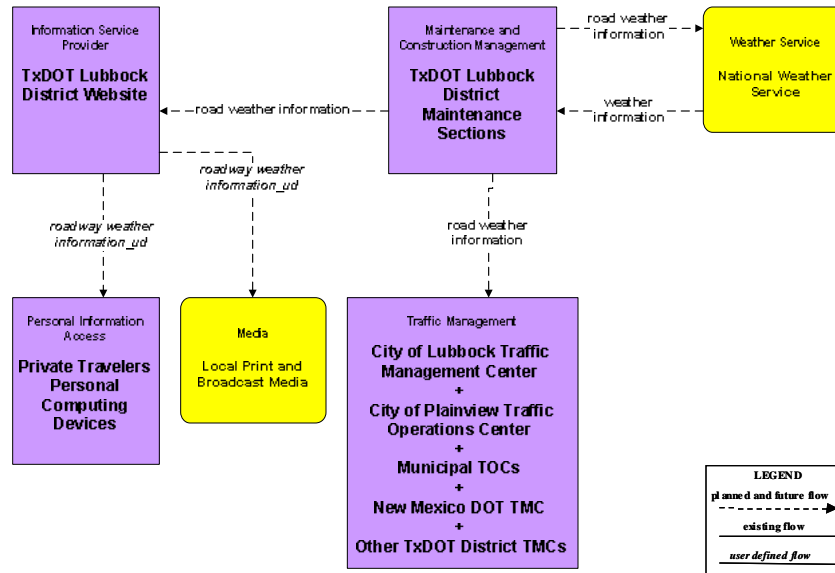 Information Service
Provider
TxDOT Lubbock
District Website
Maintenance and
Construction Management
TxDOT Lubbock
District
Maintenance
Sections
road weather
information
Weather Service
National Weather
Service
weather
information
road weather information
roadway weather
information_ud
roadway weather
information_ud
road weather
information
Personal Information
Access
Private Travelers
Personal
Computing
Devices
Media
Local Print and
Broadcast Media
Traffic Management
City of Lubbock Traffic
Management Center
+
City of Plainview Traffic
Operations Center
+
Municipal TOCs
+
New Mexico DOT TMC
+
Other TxDOT District TMCs
LEGEND
planned and future flow
existing flow
user defined flow